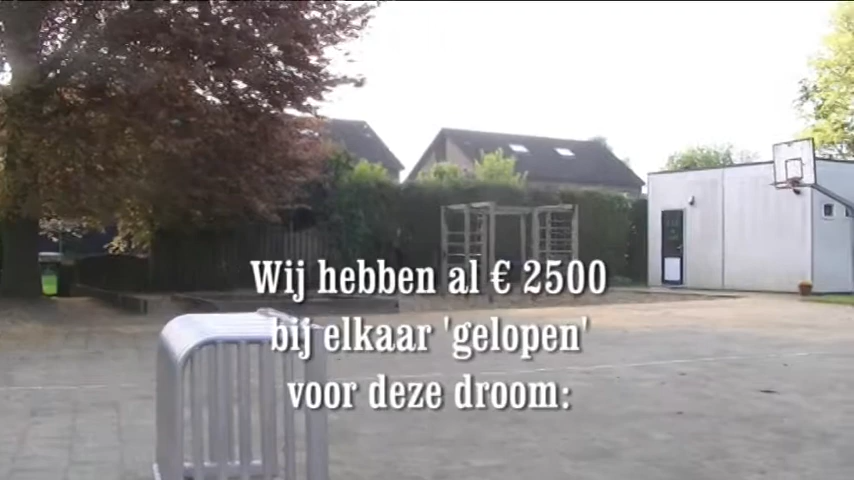 Wij hebben al € 2500
bij elkaar 'gelopen'
voor deze droom: